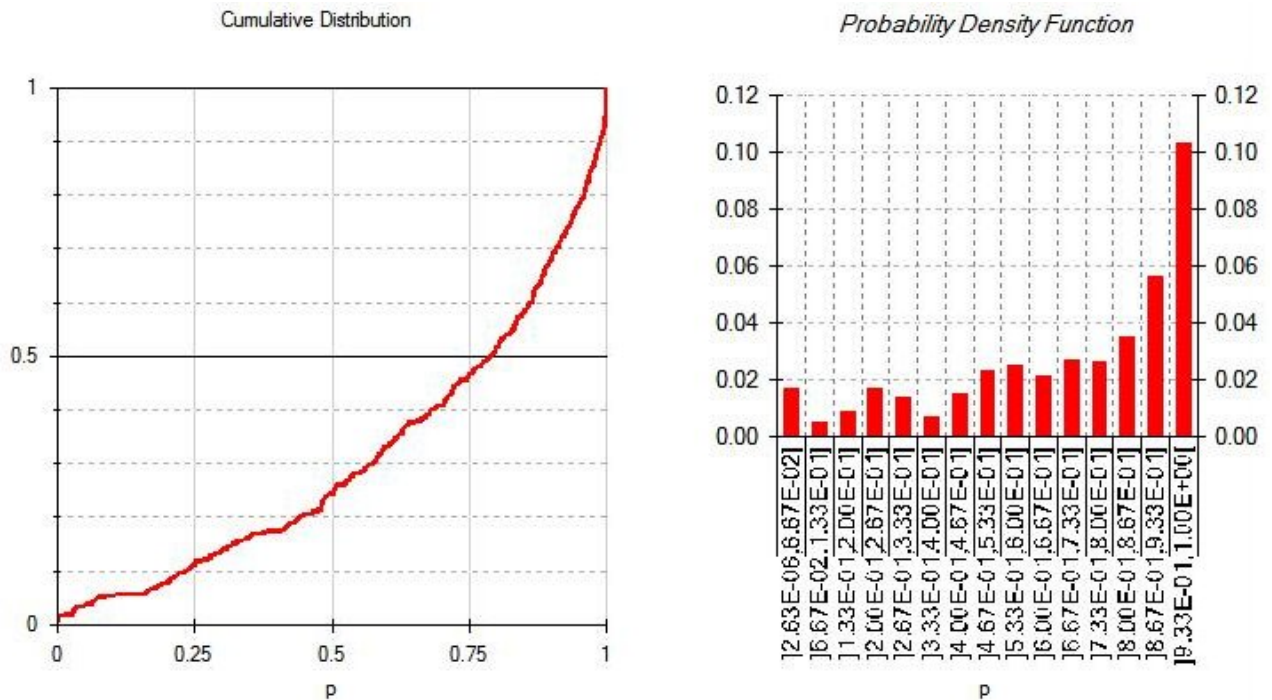 Cumulative Distribution
1
0.5
0
0
0.25
0.5
0.75
1
p
Probability Density Function
0.12
0.10
0.08
0.06
0.04
0.02
0.00
0.12
0.10
0.08
0.06
0.04
0.02
0.00
]2.63E-06,6.67E-02]
]6.67E-02,1.33E-01]
]1.33E-01,2.00E-01]
]2.00E-01,2.67E-01]
]2.67E-01,3.33E-01]
]3.33E-01,4.00E-01]
]4.00E-01,4.67E-01]
]4.67E-01,5.33E-01]
]5.33E-01,6.00E-01]
]6.00E-01,6.67E-01]
]6.67E-01,7.33E-01]
]7.33E-01,8.00E-01]
]8.00E-01,8.67E-01]
]8.67E-01,9.33E-01]
]9.33E-01,1.00E+00[
p